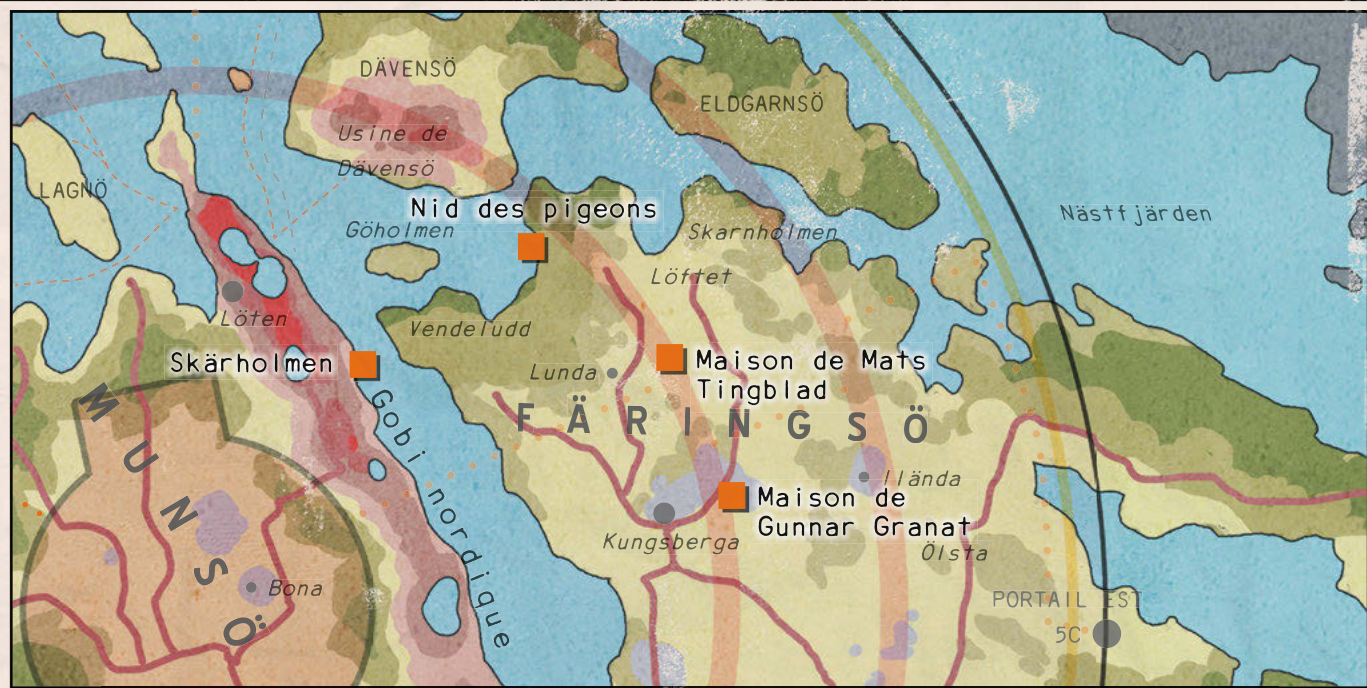 DÄVENSÖ
ELDGARNSÖ
Usine de
Dävensö
LAGNÖ
Nid des pigeons
Nästfjärden
Göholmen
Skarnholmen
Löftet
Löten
Vendeludd
Skärholmen
Lunda
Maison de Mats
Tingblad
FÄRINGSÖ
MUNSÖ
Gobi nordique
Illända
Maison de
Gunnar Granat
Kungsberga
Ölsta
Bona
PORTAIL EST
5C